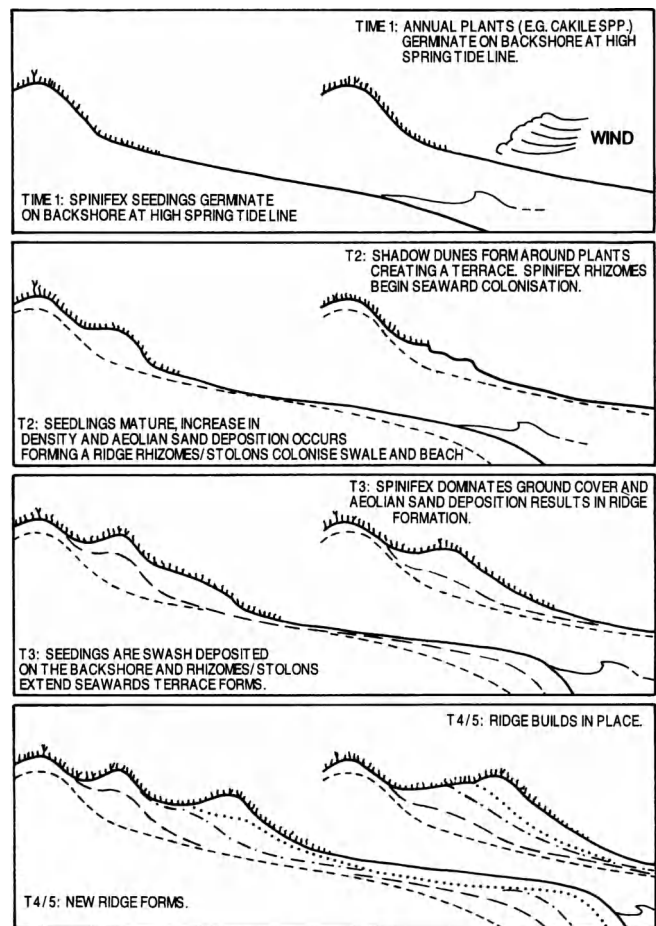 TIME 1: ANNUAL PLANTS (E.G. CAKILE SPP.)
GERMINATE ON BACKSHORE AT HIGH
SPRING TIDE LINE.
WIND
TIME 1: SPINIFEX SEEDINGS GERMINATE
ON BACKSHORE AT HIGH SPRING TIDE LINE
T2: SHADOW DUNES FORM AROUND PLANTS
CREATING A TERRACE. SPINIFEX RHIZOMES
BEGIN SEAWARD COLONISATION.
T2: SEEDLINGS MATURE, INCREASE IN
DENSITY AND AEOLIAN SAND DEPOSITION OCCURS
FORMING A RIDGE RHIZOMES/STOLONS COLONISE SWALE AND BEACH
T3: SPINIFEX DOMINATES GROUND COVER AND
AEOLIAN SAND DEPOSITION RESULTS IN RIDGE
FORMATION.
T3: SEEDINGS ARE SWASH DEPOSITED
ON THE BACKSHORE AND RHIZOMES/STOLONS
EXTEND SEAWARDS TERRACE FORMS.
T4/5: RIDGE BUILDS IN PLACE.
T4/5: NEW RIDGE FORMS.